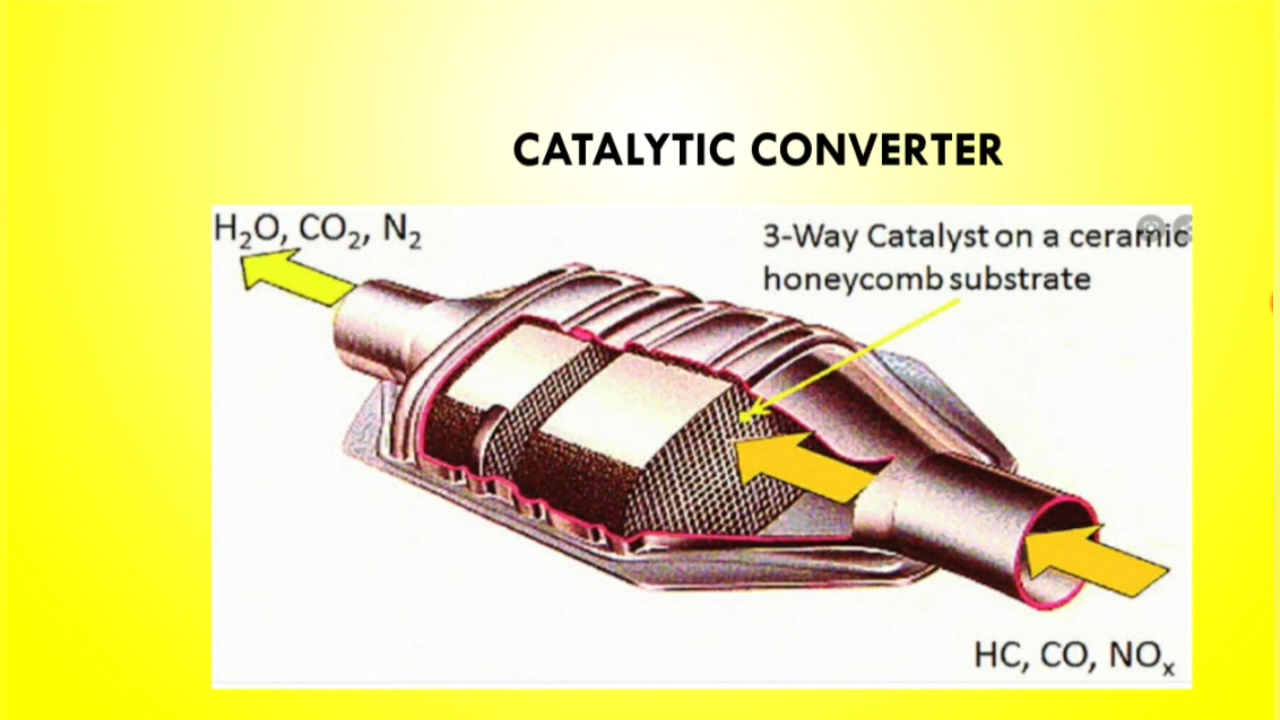 CATALYTIC CONVERTER
H₂O, CO₂, N₂
3-Way Catalyst on a ceramic
honeycomb substrate
HC, CO, NOₓ